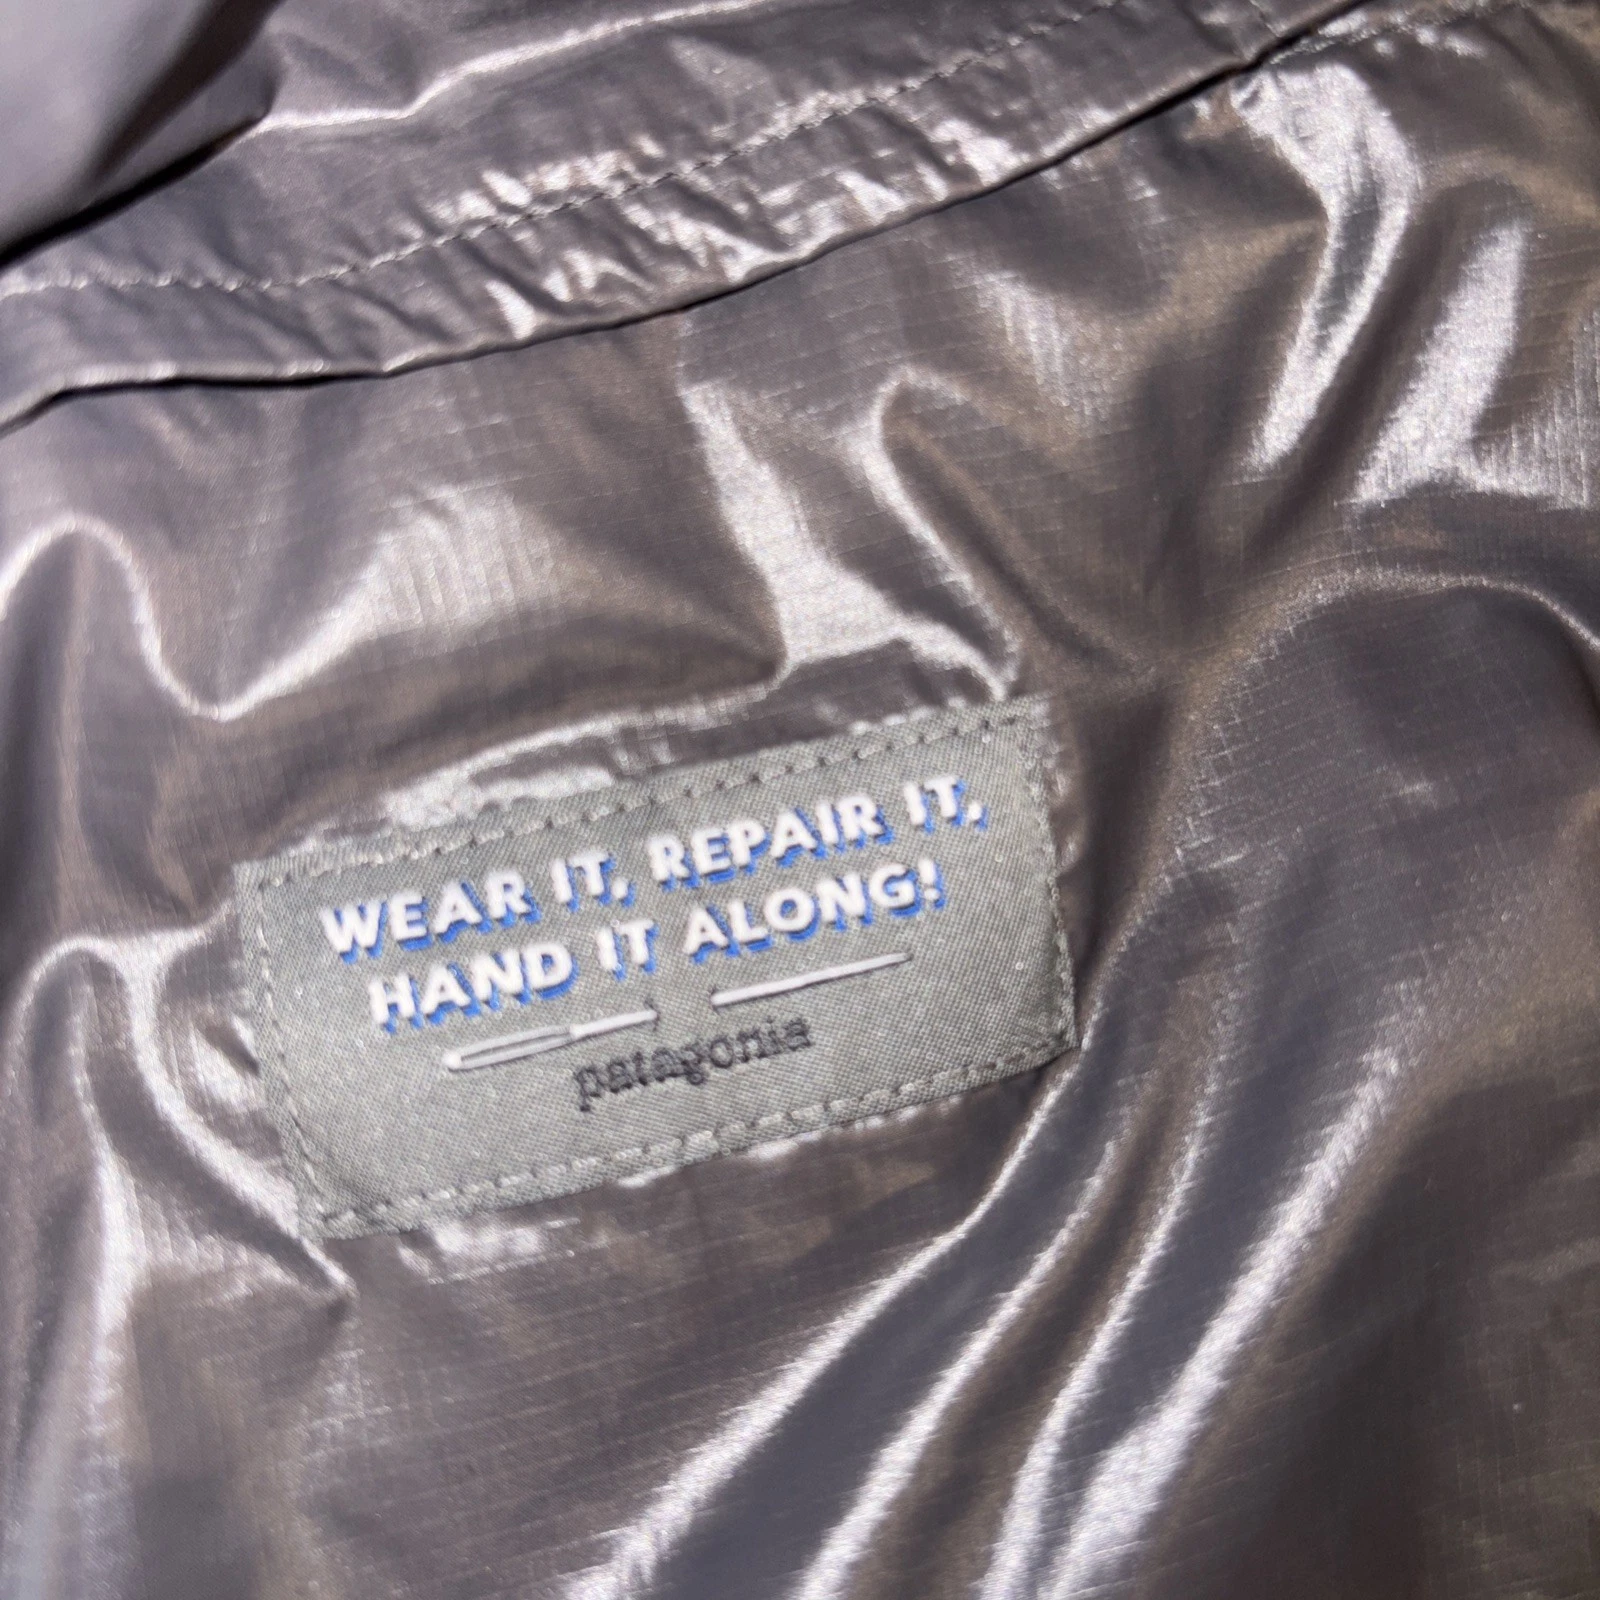 WEAR IT, REPAIR IT,
HAND IT ALONG!
patagonia